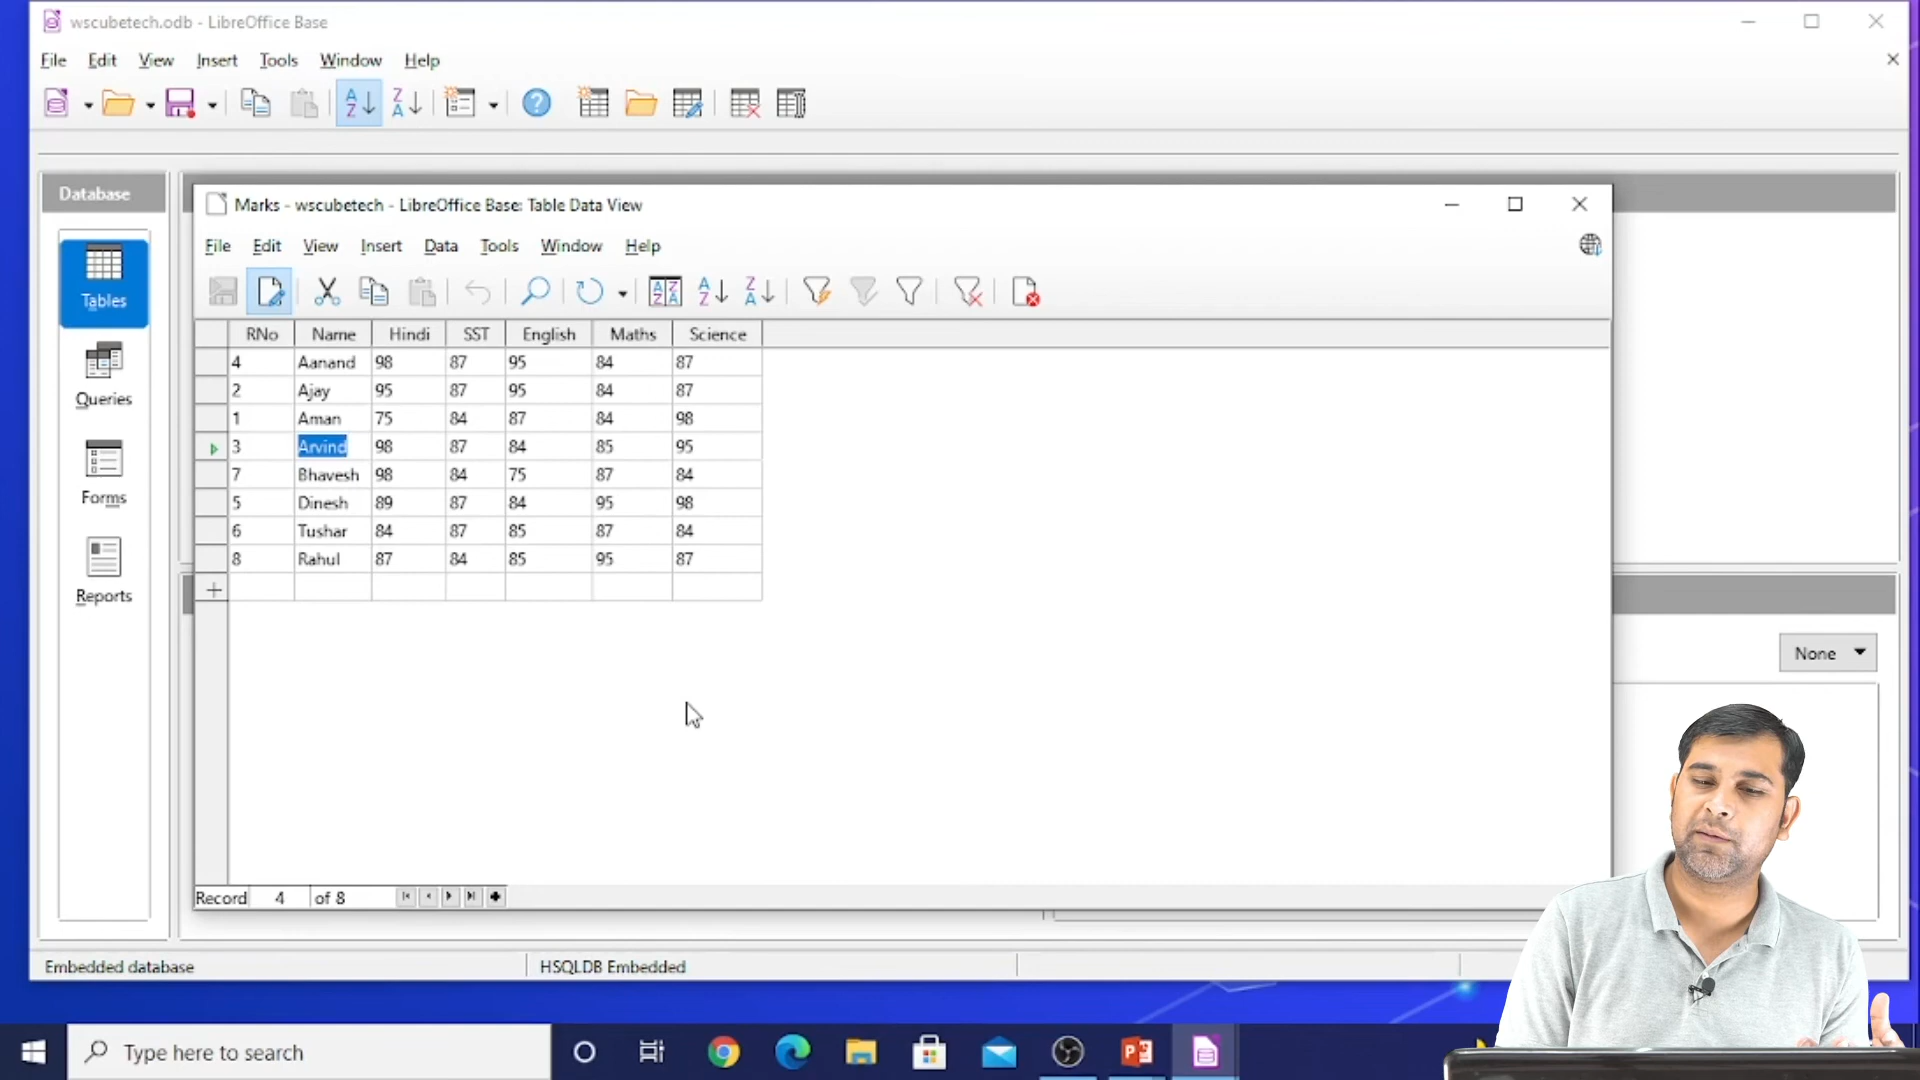 wscubetech.odb - LibreOffice Base
File Edit View Insert Tools Window Help
Database
Tables
Queries
Forms
Reports
Marks - wscubetech - LibreOffice Base: Table Data View
File Edit View Insert Data Tools Window Help
RNo Name Hindi SST English Maths Science
4 Aanand 98 87 95 84 87
2 Ajay 95 87 95 84 87
1 Aman 75 84 87 84 98
3 Arvind 98 87 84 85 95
7 Bhavesh 98 84 75 87 84
5 Dinesh 89 87 84 95 98
6 Tushar 84 87 85 87 84
8 Rahul 87 84 85 95 87
None
Record 4 of 8
Embedded database HSQLDB Embedded
Type here to search